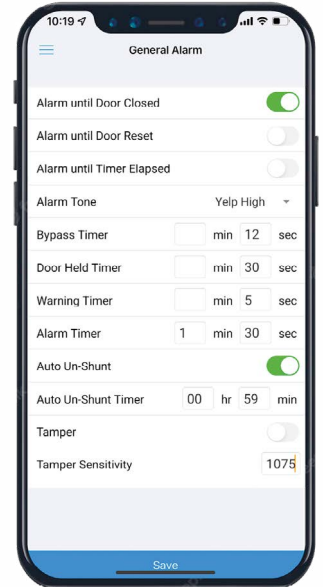 10:19
General Alarm
Alarm until Door Closed
Alarm until Door Reset
Alarm until Timer Elapsed
Alarm Tone Yelp High
Bypass Timer min 12 sec
Door Held Timer min 30 sec
Warning Timer min 5 sec
Alarm Timer 1 min 30 sec
Auto Un-Shunt
Auto Un-Shunt Timer 00 hr 59 min
Tamper
Tamper Sensitivity 1075
Save